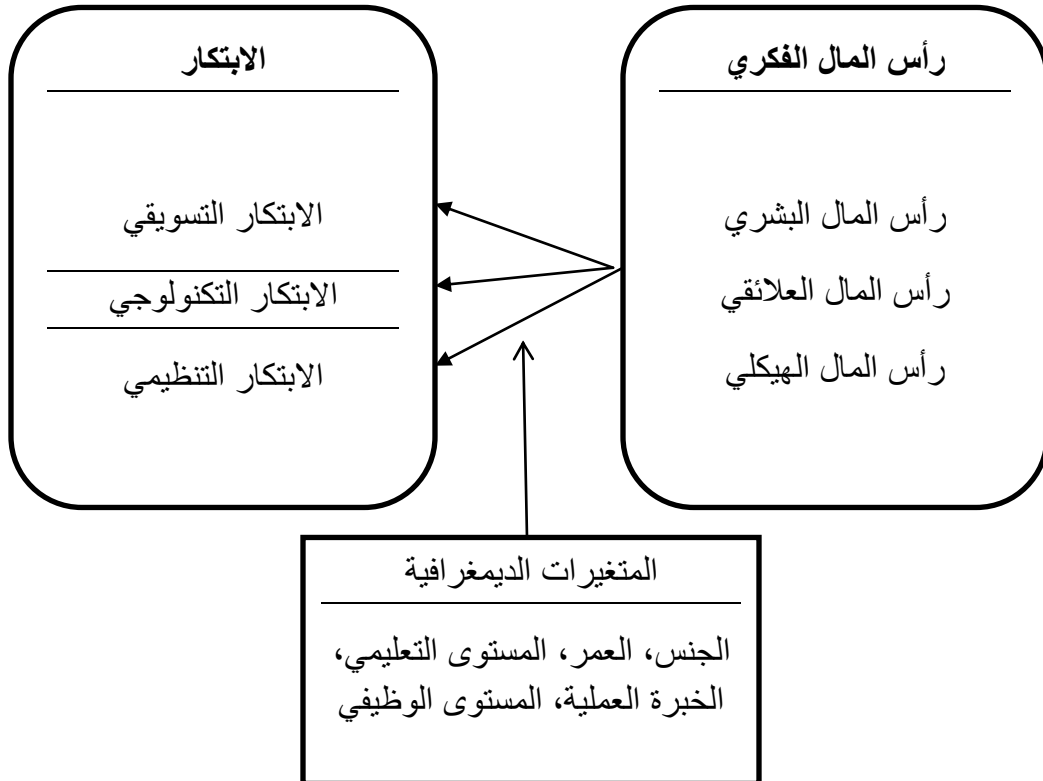 رأس المال الفكري
رأس المال البشري
رأس المال العلائقي
رأس المال الهيكلي
الابتكار
الابتكار التسويقي
الابتكار التكنولوجي
الابتكار التنظيمي
المتغيرات الديمغرافية
الجنس، العمر، المستوى التعليمي،
الخبرة العملية، المستوى الوظيفي